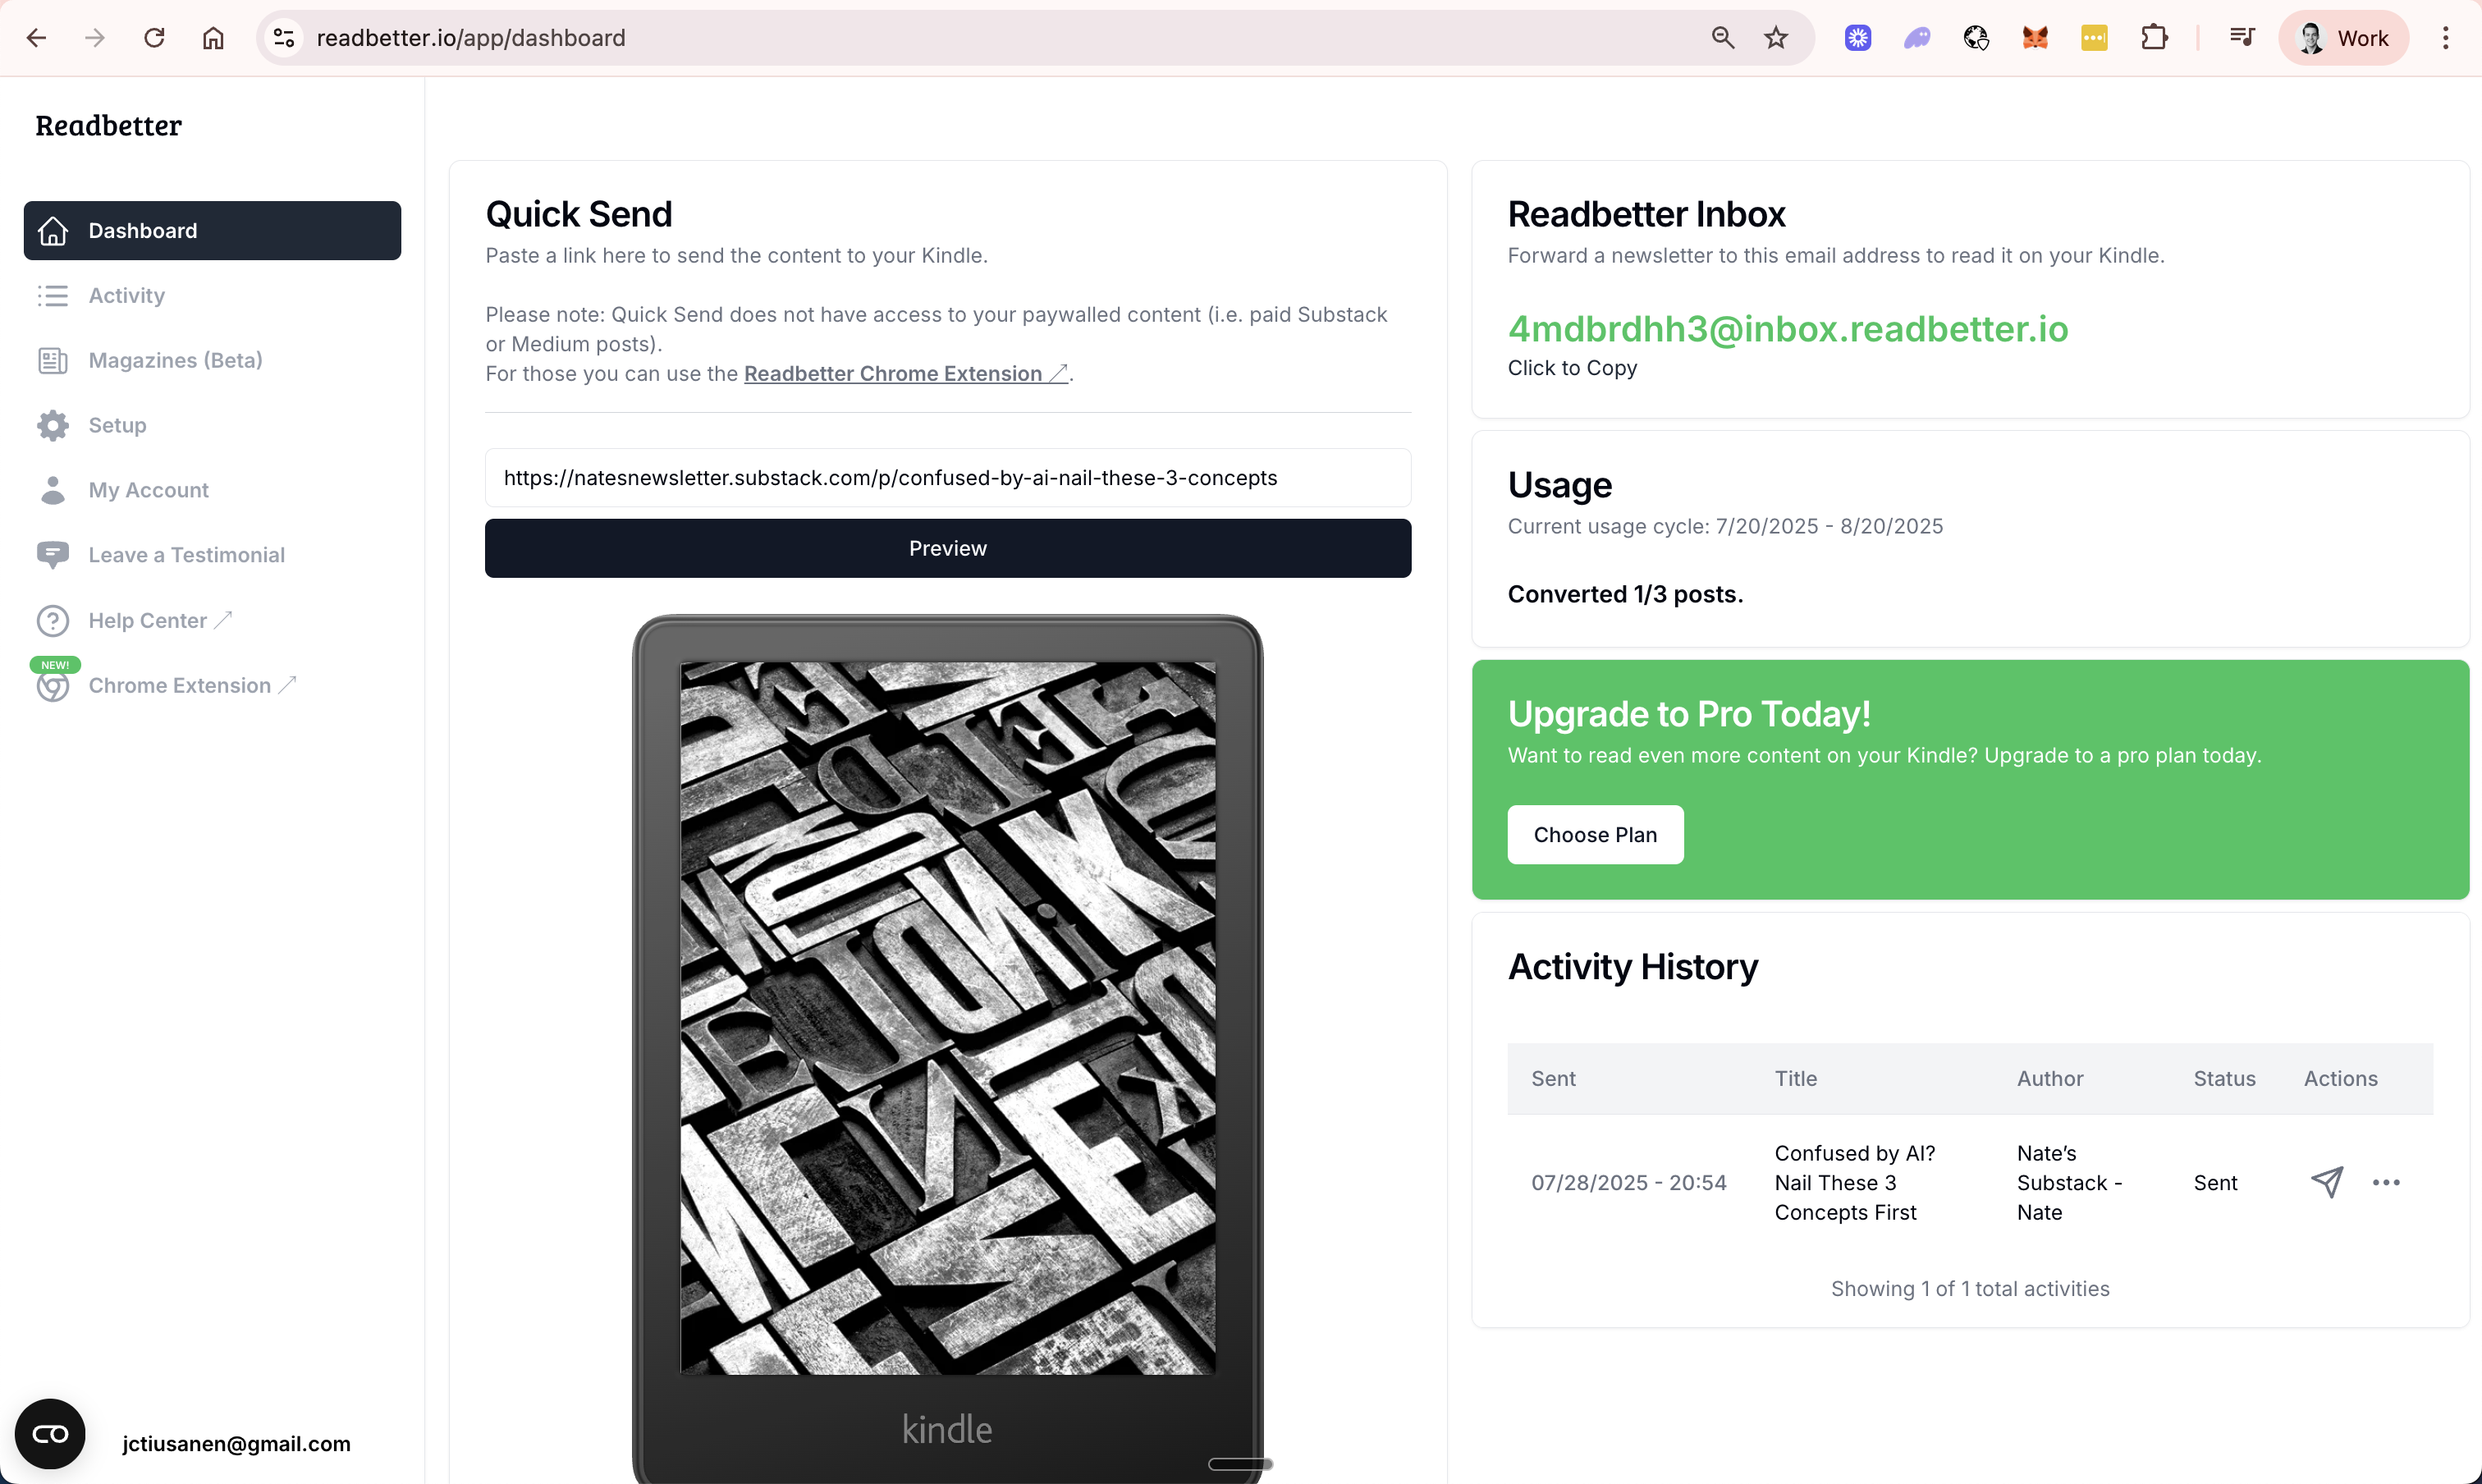 readbetter.io/app/dashboard
Work
Readbetter
Dashboard
Activity
Magazines (Beta)
Setup
My Account
Leave a Testimonial
Help Center
NEW!
Chrome Extension
jctiusanen@gmail.com
Quick Send
Paste a link here to send the content to your Kindle.
Please note: Quick Send does not have access to your paywalled content (i.e. paid Substack
or Medium posts).
For those you can use the Readbetter Chrome Extension.
https://natesnewsletter.substack.com/p/confused-by-ai-nail-these-3-concepts
Preview
kindle
Readbetter Inbox
Forward a newsletter to this email address to read it on your Kindle.
4mdbrdhh3@inbox.readbetter.io
Click to Copy
Usage
Current usage cycle: 7/20/2025 - 8/20/2025
Converted 1/3 posts.
Upgrade to Pro Today!
Want to read even more content on your Kindle? Upgrade to a pro plan today.
Choose Plan
Activity History
Sent Title Author Status Actions
07/28/2025 - 20:54 Confused by AI? Nail These 3 Concepts First Nate’s Substack - Nate Sent
Showing 1 of 1 total activities